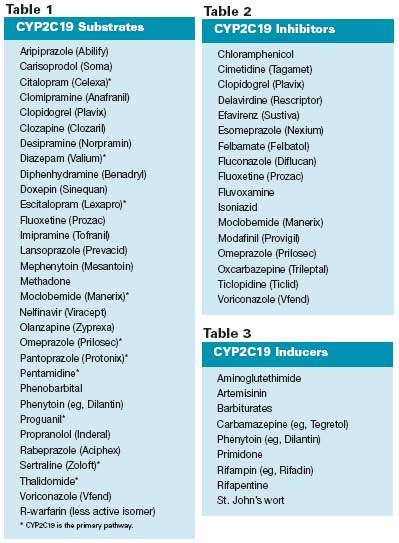 Table 1
CYP2C19 Substrates
Aripiprazole (Abilify)
Carisoprodol (Soma)
Citalopram (Celexa)*
Clomipramine (Anafranil)
Clopidogrel (Plavix)
Clozapine (Clozaril)
Desipramine (Norpramin)
Diazepam (Valium)*
Diphenhydramine (Benadryl)
Doxepin (Sinequan)
Escitalopram (Lexapro)*
Fluoxetine (Prozac)
Imipramine (Tofranil)
Lansoprazole (Prevacid)
Mephenytoin (Mesantoin)
Methadone
Moclobemide (Manerix)*
Nelfinavir (Viracept)
Olanzapine (Zyprexa)
Omeprazole (Prilosec)*
Pantoprazole (Protonix)*
Pentamidine*
Phenobarbital
Phenytoin (eg, Dilantin)
Proguanil*
Propranolol (Inderal)
Rabeprazole (Aciphex)
Sertraline (Zoloft)*
Thalidomide*
Voriconazole (Vfend)
R-warfarin (less active isomer)
* CYP2C19 is the primary pathway.
Table 2
CYP2C19 Inhibitors
Chloramphenicol
Cimetidine (Tagamet)
Clopidogrel (Plavix)
Delavirdine (Rescriptor)
Efavirenz (Sustiva)
Esomeprazole (Nexium)
Felbamate (Felbatol)
Fluconazole (Diflucan)
Fluoxetine (Prozac)
Fluvoxamine
Isoniazid
Moclobemide (Manerix)
Modafinil (Provigil)
Omeprazole (Prilosec)
Oxcarbazepine (Trileptal)
Ticlopidine (Ticlid)
Voriconazole (Vfend)
Table 3
CYP2C19 Inducers
Aminoglutethimide
Artemisinin
Barbiturates
Carbamazepine (eg, Tegretol)
Phenytoin (eg, Dilantin)
Primidone
Rifampin (eg, Rifadin)
Rifapentine
St. John's wort